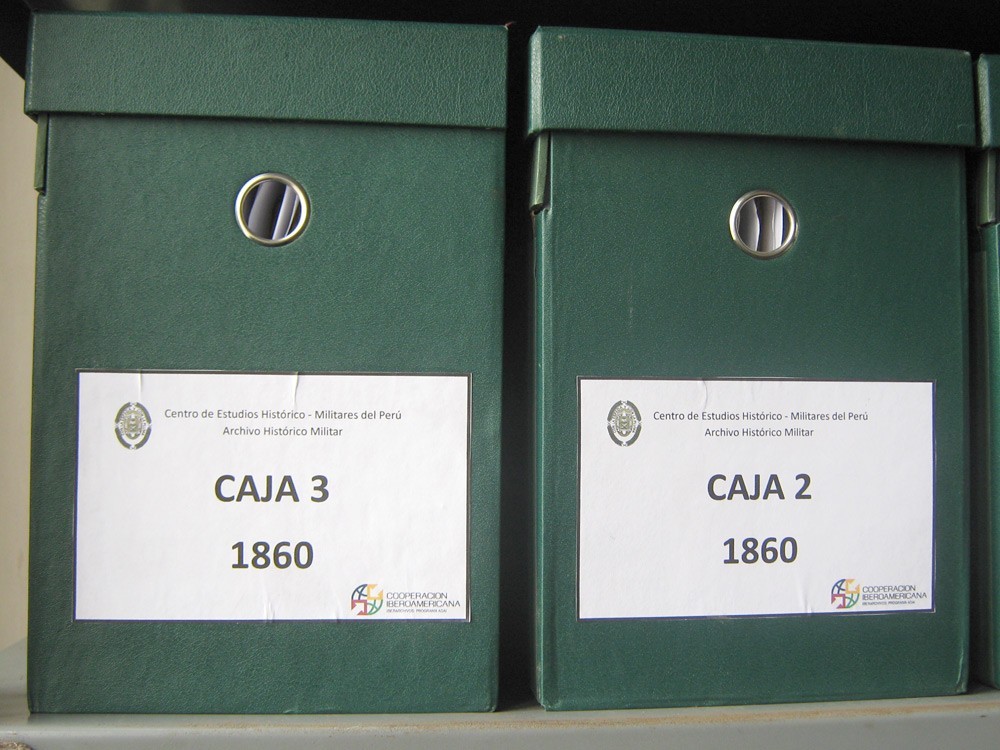 Centro de Estudios Histórico - Militares del Perú
Archivo Histórico Militar
CAJA 3
1860
COOPERACION
IBEROAMERICANA
Centro de Estudios Histórico - Militares del Perú
Archivo Histórico Militar
CAJA 2
1860
COOPERACION
IBEROAMERICANA